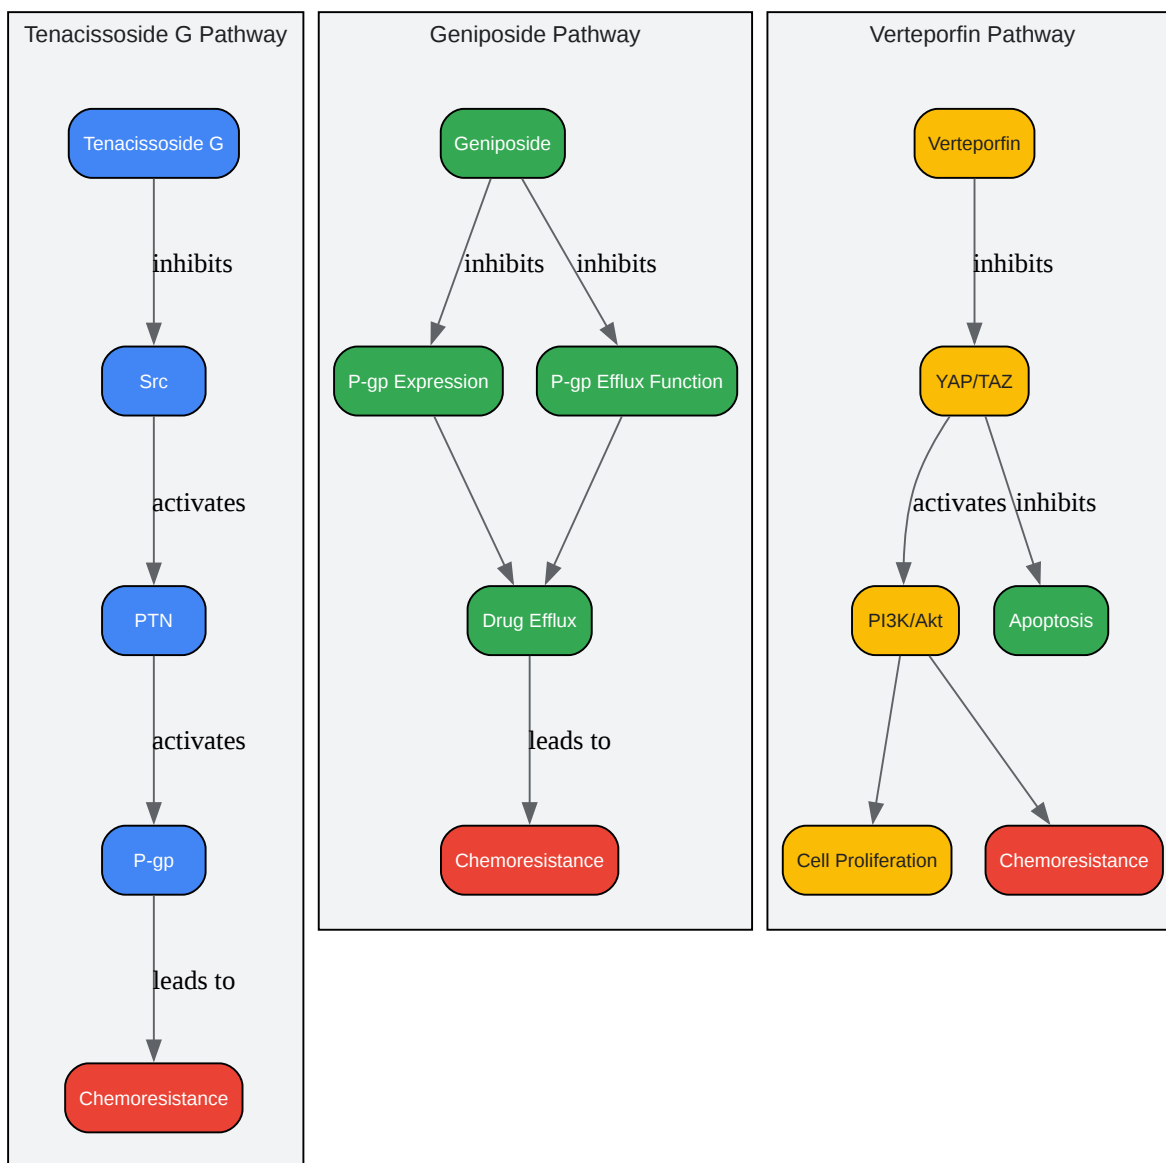 Tenacissoside G Pathway
Tenacissoside G
inhibits
Src
activates
PTN
activates
P-gp
leads to
Chemoresistance
Geniposide Pathway
Geniposide
inhibits
inhibits
P-gp Expression
P-gp Efflux Function
Drug Efflux
leads to
Chemoresistance
Verteporfin Pathway
Verteporfin
inhibits
YAP/TAZ
activates
inhibits
PI3K/Akt
Apoptosis
Cell Proliferation
Chemoresistance